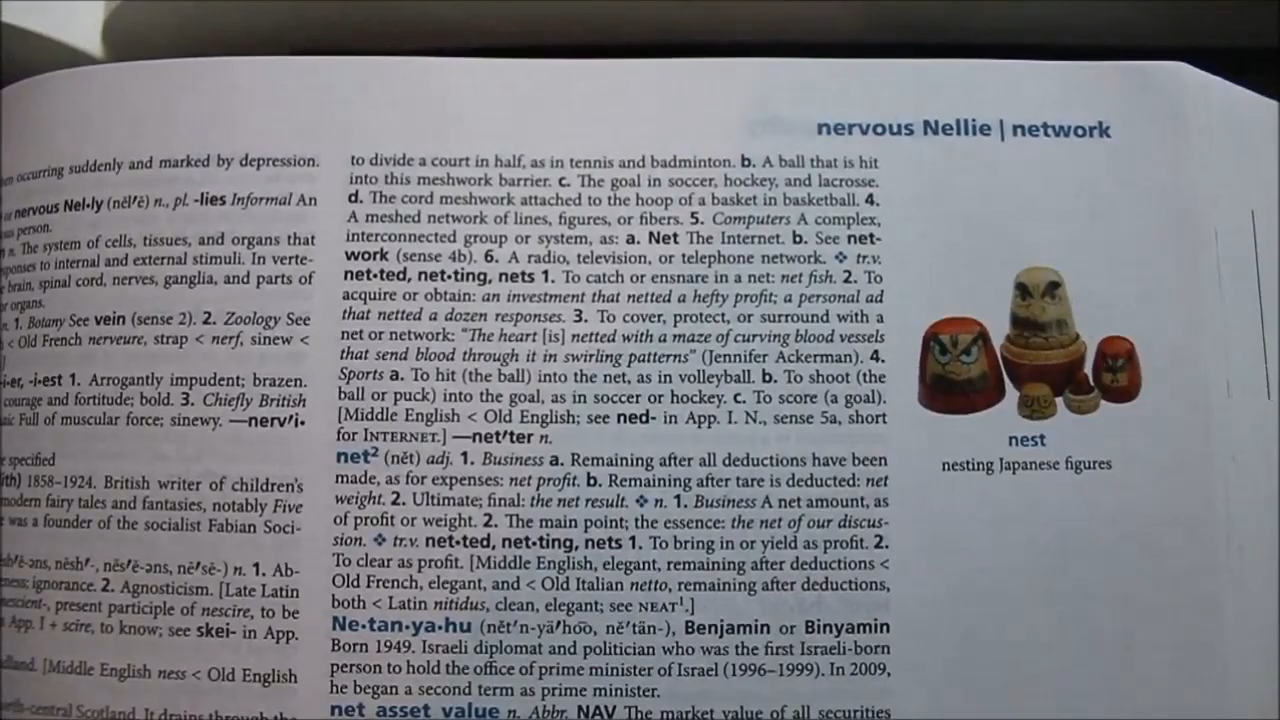 nervous Nellie | network
occurring suddenly and marked by depression.
nervous Nel•ly (nĕl′ē) n., pl. -lies Informal An
person.
n. The system of cells, tissues, and organs that
to internal and external stimuli. In verte-
brain, spinal cord, nerves, ganglia, and parts of
or organs.
n. 1. Botany See vein (sense 2). 2. Zoology See
< Old French nerveure, strap < nerf, sinew <
]
-i•er, -i•est 1. Arrogantly impudent; brazen.
courage and fortitude; bold. 3. Chiefly British
Full of muscular force; sinewy. —nerv′i•
specified
1858–1924. British writer of children's
modern fairy tales and fantasies, notably Five
was a founder of the socialist Fabian Soci-
nĕsh′-, nĕs′ē-əns, nē′sē-) n. 1. Ab-
ignorance. 2. Agnosticism. [Late Latin
present participle of nescire, to be
App. I + scire, to know; see skei- in App.
[Middle English ness < Old English
Scotland. It drains through the
to divide a court in half, as in tennis and badminton. b. A ball that is hit
into this meshwork barrier. c. The goal in soccer, hockey, and lacrosse.
d. The cord meshwork attached to the hoop of a basket in basketball. 4.
A meshed network of lines, figures, or fibers. 5. Computers A complex,
interconnected group or system, as: a. Net The Internet. b. See net-
work (sense 4b). 6. A radio, television, or telephone network. ❖ tr.v.
net•ted, net•ting, nets 1. To catch or ensnare in a net: net fish. 2. To
acquire or obtain: an investment that netted a hefty profit; a personal ad
that netted a dozen responses. 3. To cover, protect, or surround with a
net or network: "The heart [is] netted with a maze of curving blood vessels
that send blood through it in swirling patterns" (Jennifer Ackerman). 4.
Sports a. To hit (the ball) into the net, as in volleyball. b. To shoot (the
ball or puck) into the goal, as in soccer or hockey. c. To score (a goal).
[Middle English < Old English; see ned- in App. I. N., sense 5a, short
for INTERNET.] —net′ter n.
net² (nĕt) adj. 1. Business a. Remaining after all deductions have been
made, as for expenses: net profit. b. Remaining after tare is deducted: net
weight. 2. Ultimate; final: the net result. ❖ n. 1. Business A net amount, as
of profit or weight. 2. The main point; the essence: the net of our discus-
sion. ❖ tr.v. net•ted, net•ting, nets 1. To bring in or yield as profit. 2.
To clear as profit. [Middle English, elegant, remaining after deductions <
Old French, elegant, and < Old Italian netto, remaining after deductions,
both < Latin nitidus, clean, elegant; see NEAT¹.]
Ne•tan•ya•hu (nĕt′n-yä′hōō, nĕ′tän-), Benjamin or Binyamin
Born 1949. Israeli diplomat and politician who was the first Israeli-born
person to hold the office of prime minister of Israel (1996–1999). In 2009,
he began a second term as prime minister.
net asset value n. Abbr. NAV The market value of all securities
nest
nesting Japanese figures